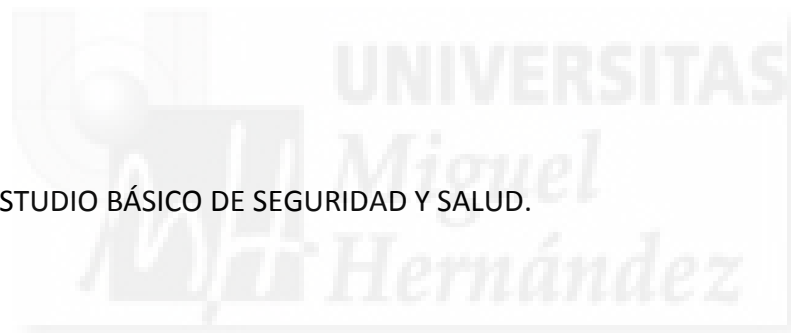 UNIVERSITAS
Miguel
STUDIO BÁSICO DE SEGURIDAD Y SALUD.
Hernández